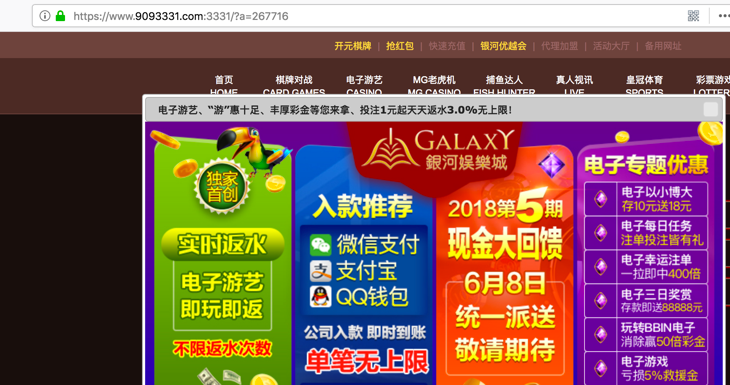 https://www.9093331.com:3331/?a=267716
开元棋牌 | 抢红包 | 快速充值 | 银河优越会 | 代理加盟 | 活动大厅 | 备用网址
首页 棋牌对战 电子游艺 MG老虎机 捕鱼达人 真人视讯 皇冠体育 彩票游戏
HOME CARD GAMES CASINO MG CASINO FISH HUNTER LIVE SPORTS LOTTER
电子游艺、“游”惠十足、丰厚彩金等您来拿、投注1元起天天返水3.0%无上限！
独家
首创
实时返水
电子游艺
即玩即返
不限返水次数
GALAXY
銀河娛樂城
入款推荐
微信支付
支付宝
QQ钱包
公司入款 即时到账
单笔无上限
2018第5期
现金大回馈
6月8日
统一派送
敬请期待
电子专题优惠
电子以小博大
存10元送18元
电子每日任务
注单投注皆有礼
电子幸运注单
一拉即中400倍
电子三日奖赏
存款即送88888元
玩转BBIN电子
消除赢50倍彩金
电子游戏
亏损5%救援金